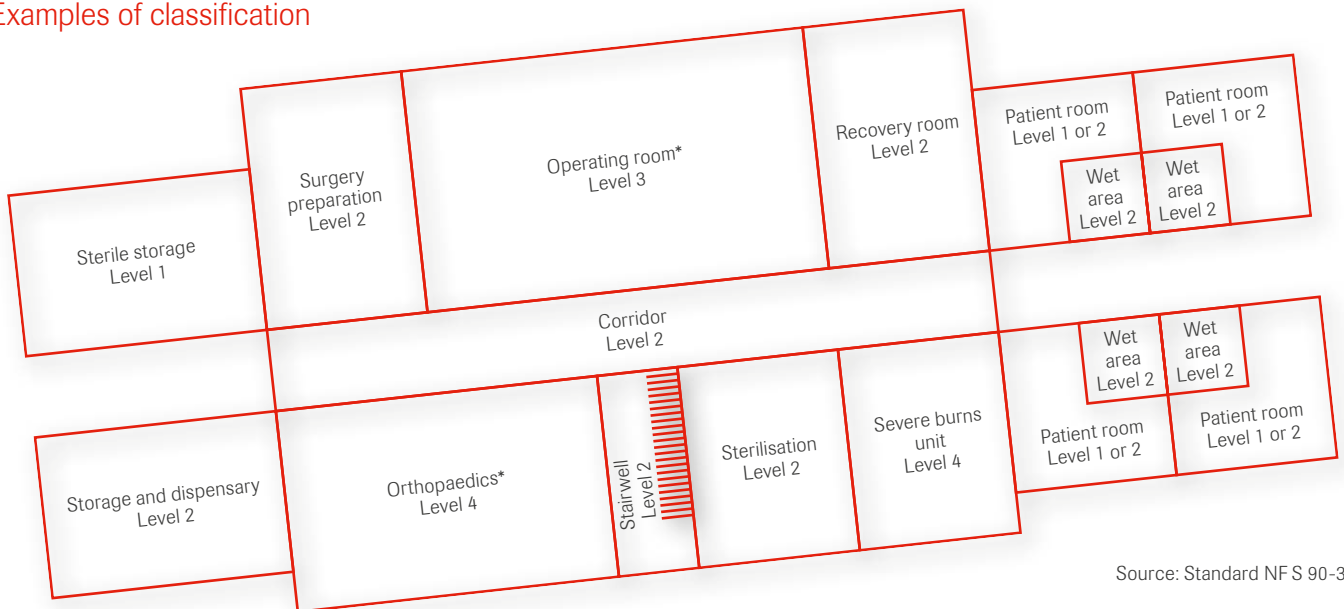 Examples of classification
Sterile storage
Level 1
Surgery
preparation
Level 2
Operating room*
Level 3
Recovery room
Level 2
Patient room
Level 1 or 2
Patient room
Level 1 or 2
Wet
area
Level 2
Wet
area
Level 2
Corridor
Level 2
Storage and dispensary
Level 2
Orthopaedics*
Level 4
Stairwell
Level 2
Sterilisation
Level 2
Severe burns
unit
Level 4
Wet
area
Level 2
Wet
area
Level 2
Patient room
Level 1 or 2
Patient room
Level 1 or 2
Source: Standard NF S 90-3